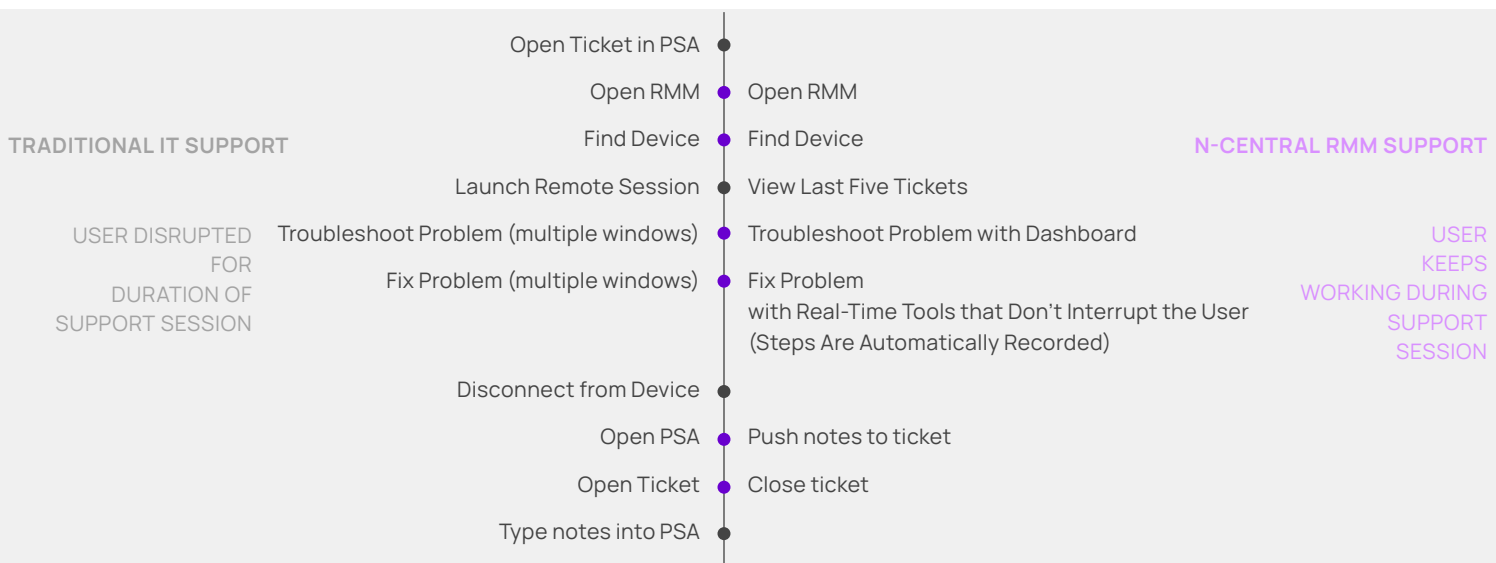 Open Ticket in PSA
Open RMM
Open RMM
TRADITIONAL IT SUPPORT
Find Device
Find Device
N-CENTRAL RMM SUPPORT
Launch Remote Session
View Last Five Tickets
USER DISRUPTED
FOR
DURATION OF
SUPPORT SESSION
Troubleshoot Problem (multiple windows)
Troubleshoot Problem with Dashboard
Fix Problem (multiple windows)
Fix Problem
with Real-Time Tools that Don’t Interrupt the User
(Steps Are Automatically Recorded)
USER
KEEPS
WORKING DURING
SUPPORT
SESSION
Disconnect from Device
Open PSA
Push notes to ticket
Open Ticket
Close ticket
Type notes into PSA